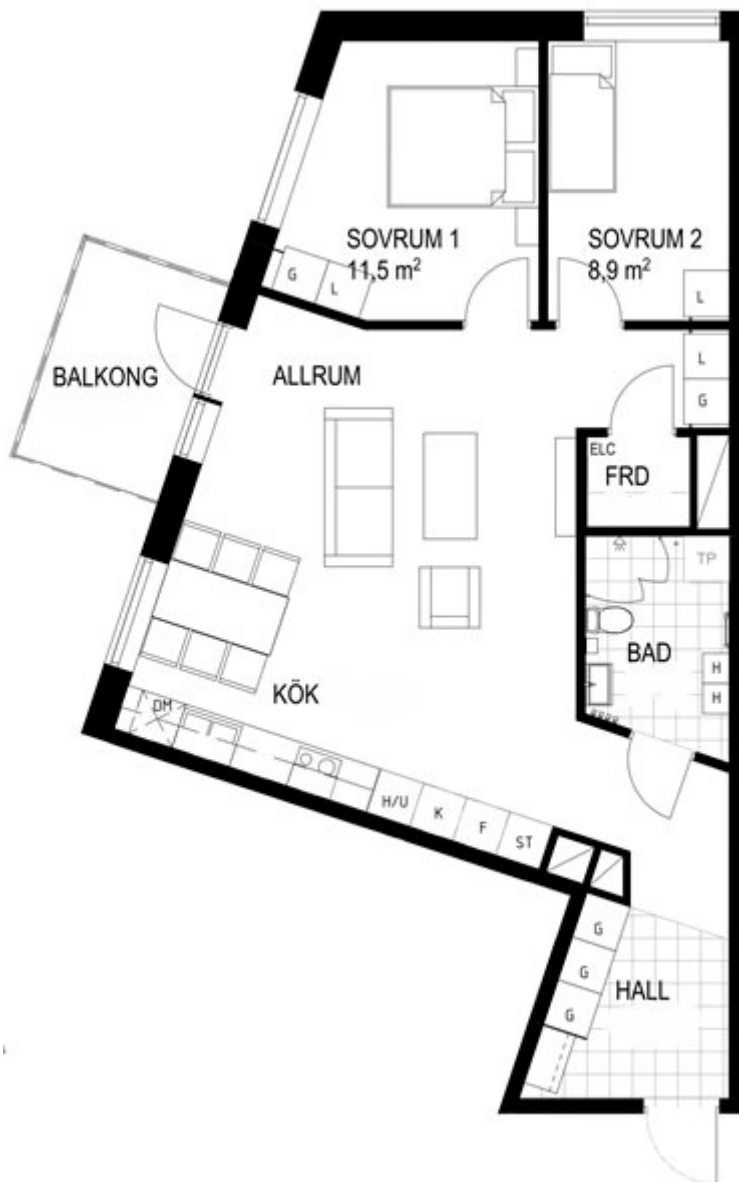 SOVRUM 1
11,5 m²
SOVRUM 2
8,9 m²
G
L
L
L
G
BALKONG
ALLRUM
ELC
FRD
TP
BAD
H
H
KÖK
DM
H/U
K
F
ST
G
G
G
HALL